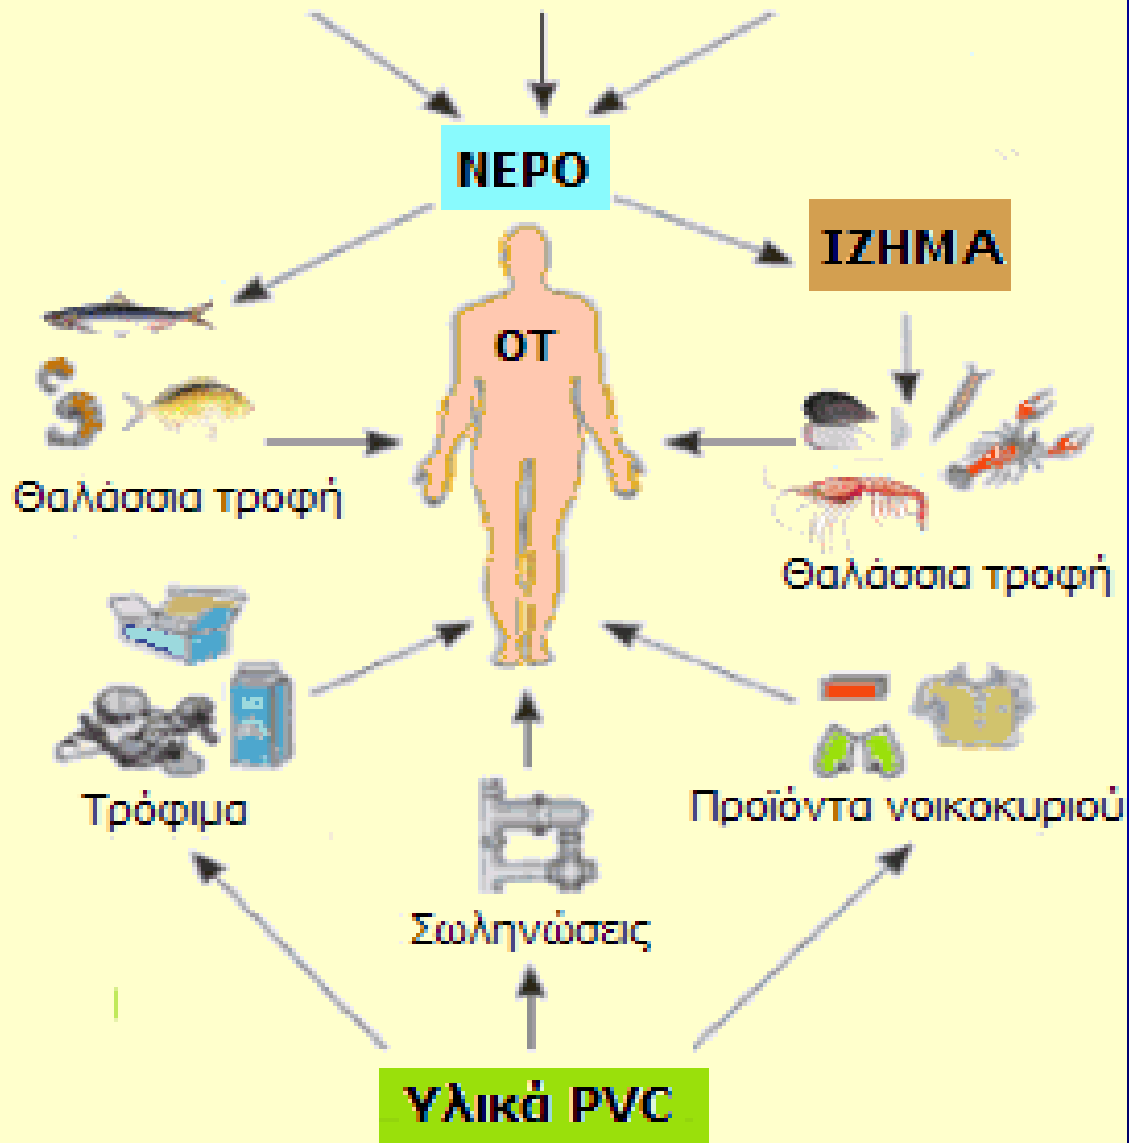 ΝΕΡΟ
ΙΖΗΜΑ
ΟΤ
Θαλάσσια τροφή
Θαλάσσια τροφή
Τρόφιμα
Προϊόντα νοικοκυριού
Σωληνώσεις
Υλικά PVC